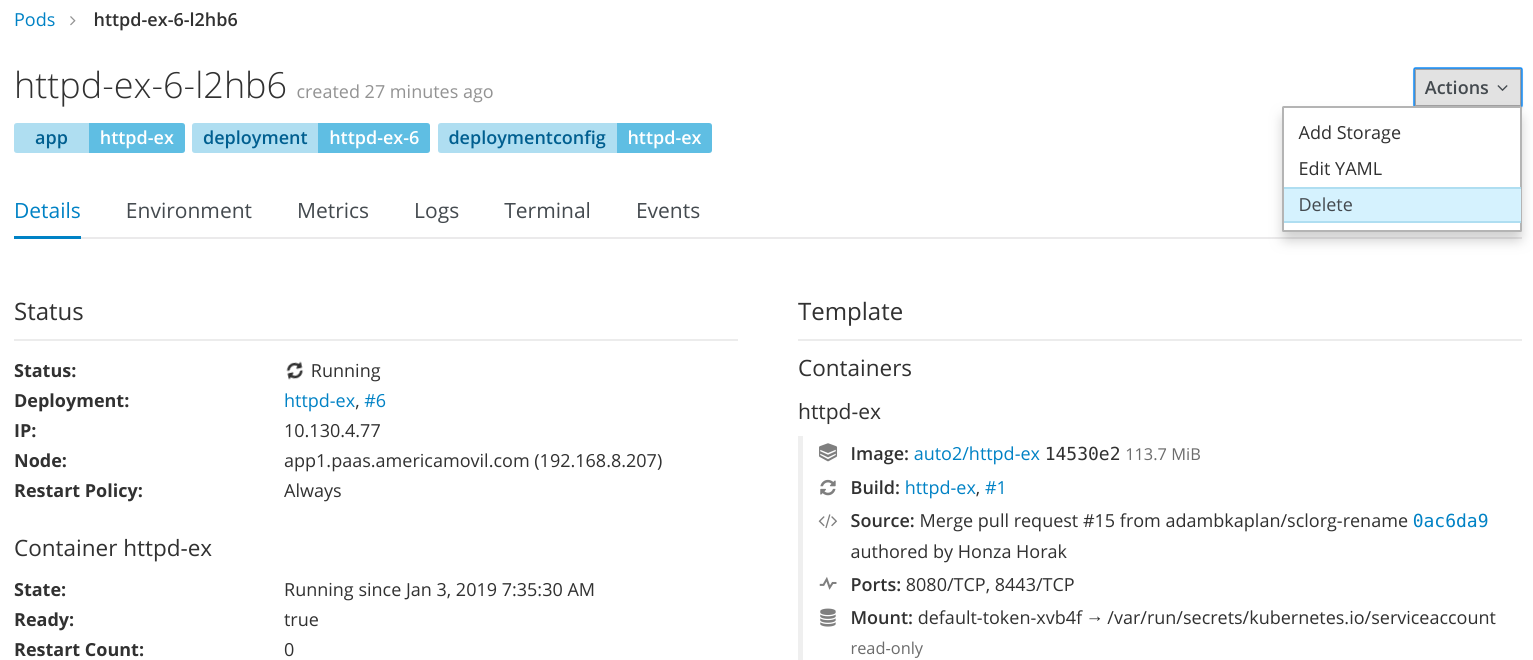 Pods > httpd-ex-6-l2hb6
httpd-ex-6-l2hb6 created 27 minutes ago
Actions
app httpd-ex deployment httpd-ex-6 deploymentconfig httpd-ex
Add Storage
Edit YAML
Delete
Details Environment Metrics Logs Terminal Events
Status
Status: Running
Deployment: httpd-ex, #6
IP: 10.130.4.77
Node: app1.paas.americamovil.com (192.168.8.207)
Restart Policy: Always
Container httpd-ex
State: Running since Jan 3, 2019 7:35:30 AM
Ready: true
Restart Count: 0
Template
Containers
httpd-ex
Image: auto2/httpd-ex 14530e2 113.7 MiB
Build: httpd-ex, #1
</> Source: Merge pull request #15 from adambkaplan/sclorg-rename 0ac6da9
authored by Honza Horak
Ports: 8080/TCP, 8443/TCP
Mount: default-token-xvb4f → /var/run/secrets/kubernetes.io/serviceaccount
read-only